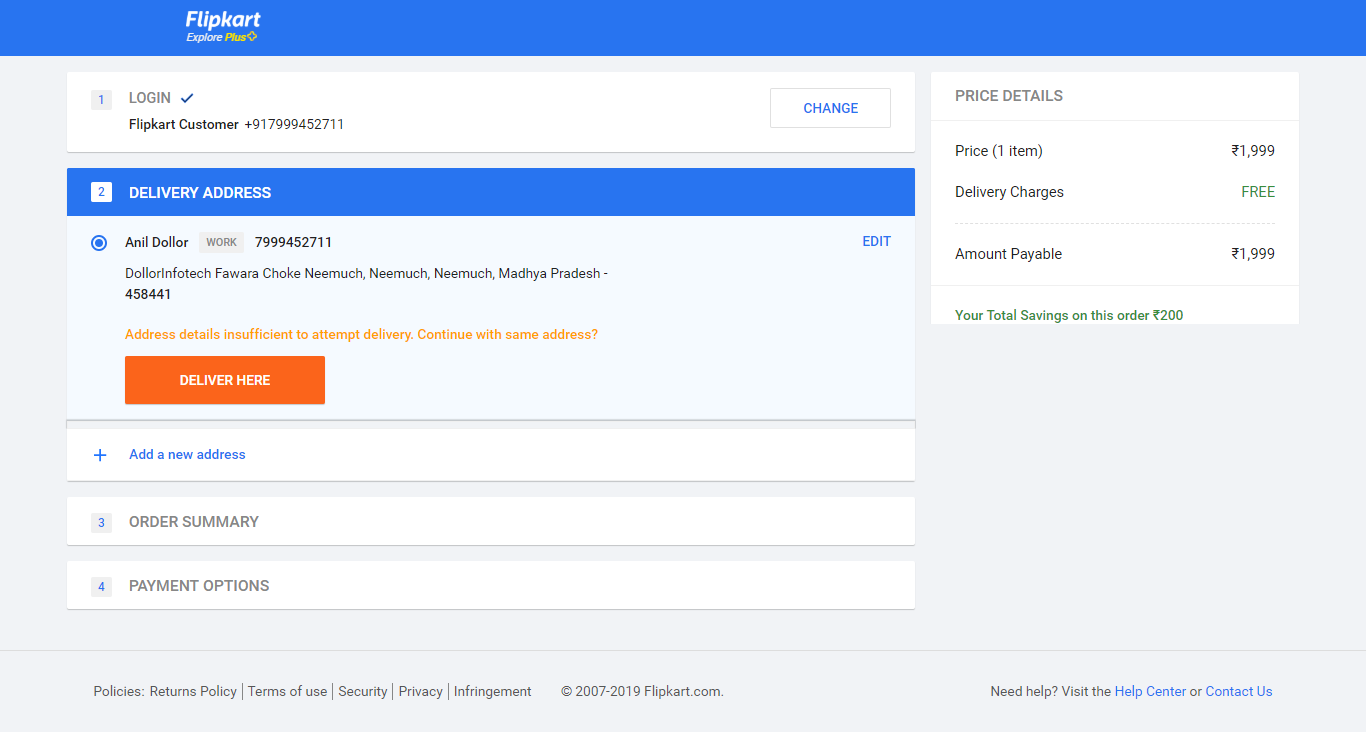 Flipkart
Explore Plus
1 LOGIN
Flipkart Customer +917999452711
CHANGE
2 DELIVERY ADDRESS
Anil Dollor WORK 7999452711
EDIT
DollorInfotech Fawara Choke Neemuch, Neemuch, Neemuch, Madhya Pradesh -
458441
Address details insufficient to attempt delivery. Continue with same address?
DELIVER HERE
+ Add a new address
3 ORDER SUMMARY
4 PAYMENT OPTIONS
PRICE DETAILS
Price (1 item) ₹1,999
Delivery Charges FREE
Amount Payable ₹1,999
Your Total Savings on this order ₹200
Policies: Returns Policy | Terms of use | Security | Privacy | Infringement © 2007-2019 Flipkart.com. Need help? Visit the Help Center or Contact Us